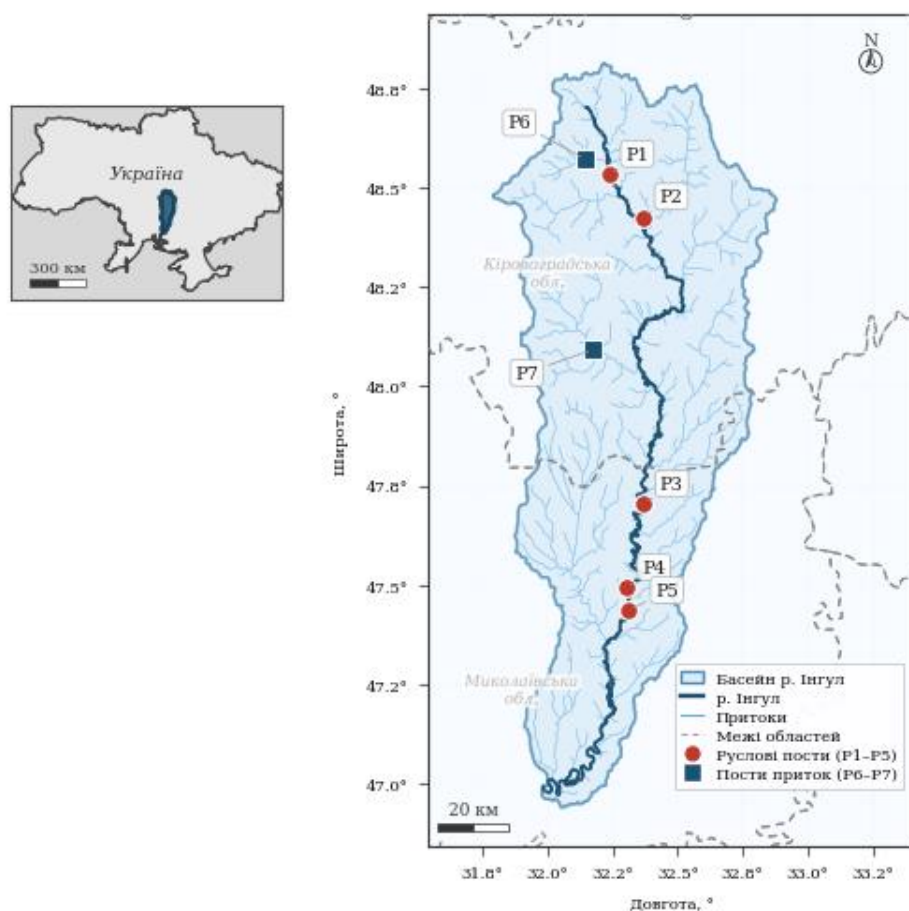 Україна
300 км
N
P6
P1
P2
Кіровоградська
обл.
P7
P3
P4
P5
Миколаївська
обл.
48.8°
48.5°
48.2°
48.0°
47.8°
47.5°
47.2°
47.0°
Широта, °
Басейн р. Інгул
р. Інгул
Притоки
Межі областей
Руслові пости (P1–P5)
Пости приток (P6–P7)
20 км
31.8°
32.0°
32.2°
32.5°
32.8°
33.0°
33.2°
Довгота, °